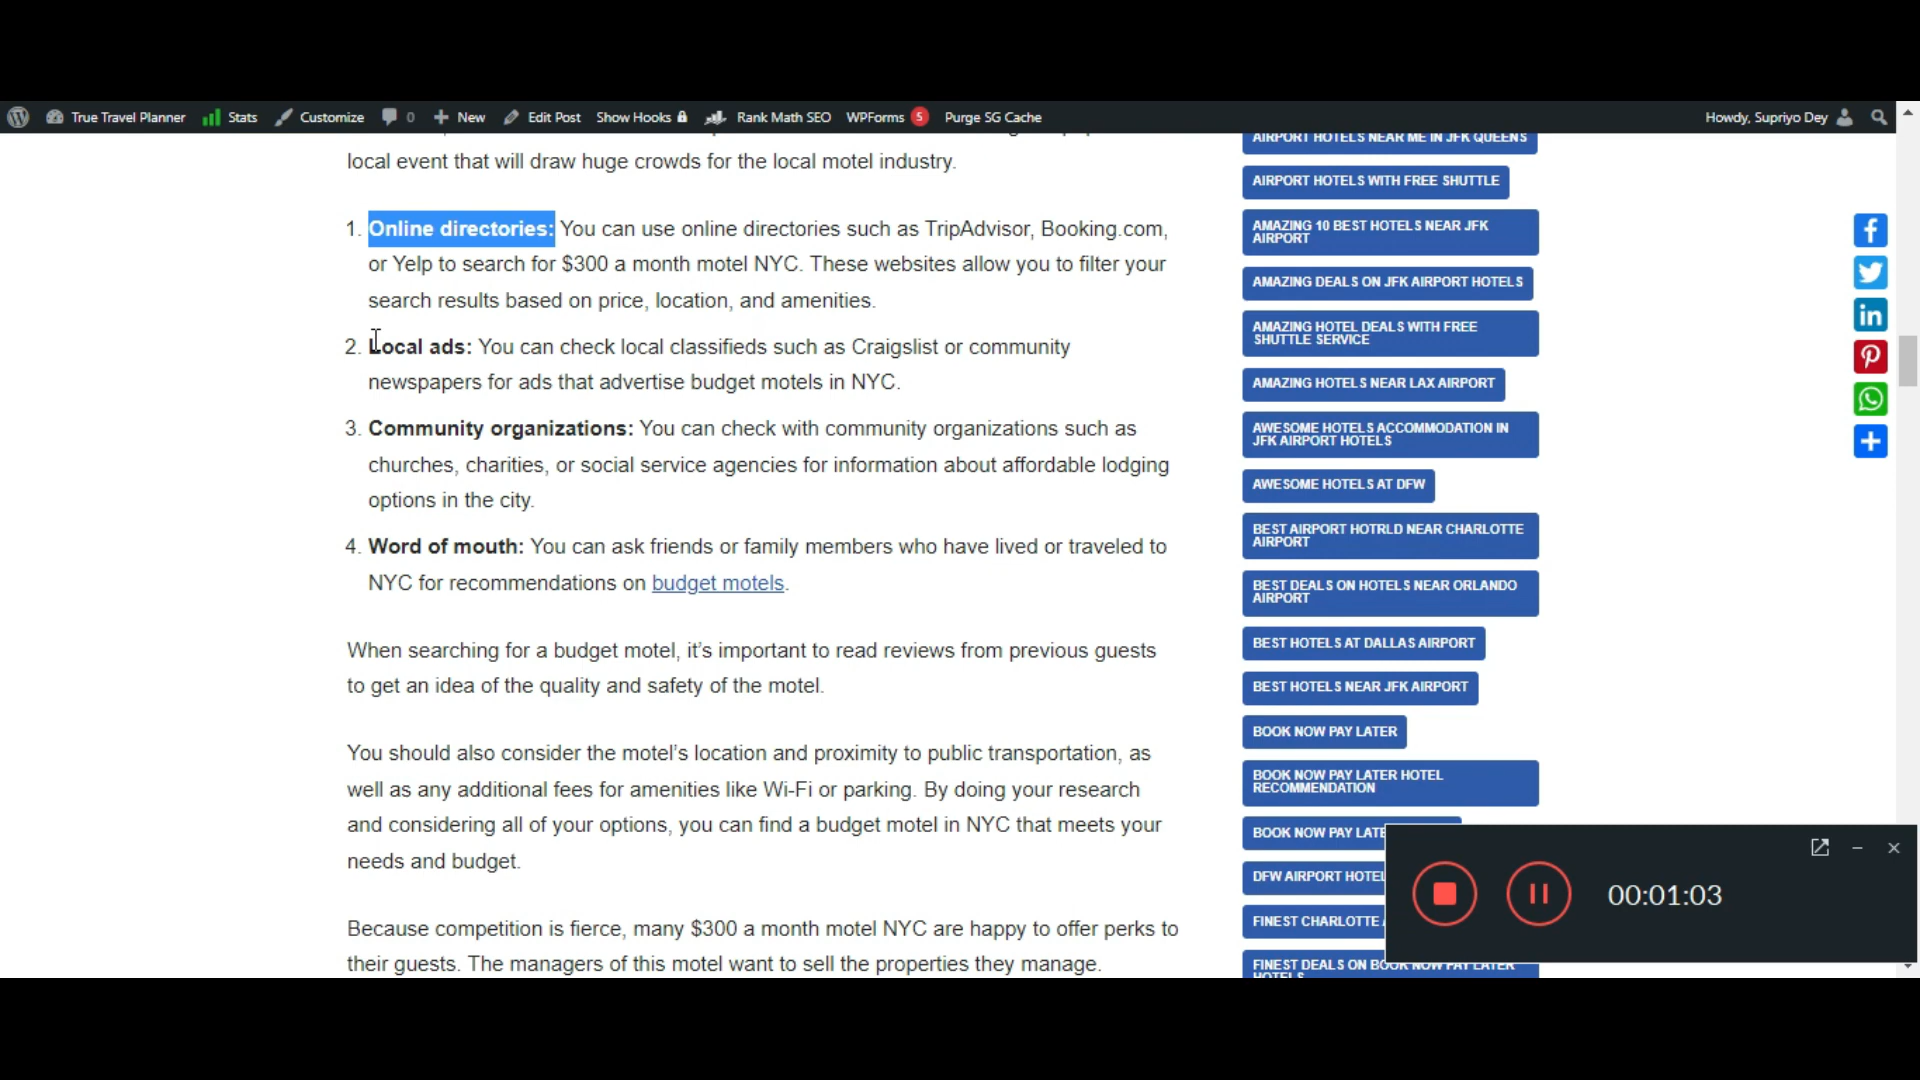 True Travel Planner Stats Customize 0 New Edit Post Show Hooks Rank Math SEO WPForms 5 Purge SG Cache Howdy, Supriyo Dey
local event that will draw huge crowds for the local motel industry.
1. Online directories: You can use online directories such as TripAdvisor, Booking.com,
or Yelp to search for $300 a month motel NYC. These websites allow you to filter your
search results based on price, location, and amenities.
2. Local ads: You can check local classifieds such as Craigslist or community
newspapers for ads that advertise budget motels in NYC.
3. Community organizations: You can check with community organizations such as
churches, charities, or social service agencies for information about affordable lodging
options in the city.
4. Word of mouth: You can ask friends or family members who have lived or traveled to
NYC for recommendations on budget motels.
When searching for a budget motel, it's important to read reviews from previous guests
to get an idea of the quality and safety of the motel.
You should also consider the motel's location and proximity to public transportation, as
well as any additional fees for amenities like Wi-Fi or parking. By doing your research
and considering all of your options, you can find a budget motel in NYC that meets your
needs and budget.
Because competition is fierce, many $300 a month motel NYC are happy to offer perks to
their guests. The managers of this motel want to sell the properties they manage.
AIRPORT HOTELS NEAR ME IN JFK QUEENS
AIRPORT HOTELS WITH FREE SHUTTLE
AMAZING 10 BEST HOTELS NEAR JFK
AIRPORT
AMAZING DEALS ON JFK AIRPORT HOTELS
AMAZING HOTEL DEALS WITH FREE
SHUTTLE SERVICE
AMAZING HOTELS NEAR LAX AIRPORT
AWESOME HOTELS ACCOMMODATION IN
JFK AIRPORT HOTELS
AWESOME HOTELS AT DFW
BEST AIRPORT HOTRLD NEAR CHARLOTTE
AIRPORT
BEST DEALS ON HOTELS NEAR ORLANDO
AIRPORT
BEST HOTELS AT DALLAS AIRPORT
BEST HOTELS NEAR JFK AIRPORT
BOOK NOW PAY LATER
BOOK NOW PAY LATER HOTEL
RECOMMENDATION
BOOK NOW PAY LATE
DFW AIRPORT HOTEL
FINEST CHARLOTTE
FINEST DEALS ON BOOK NOW PAY LATER
HOTELS
00:01:03